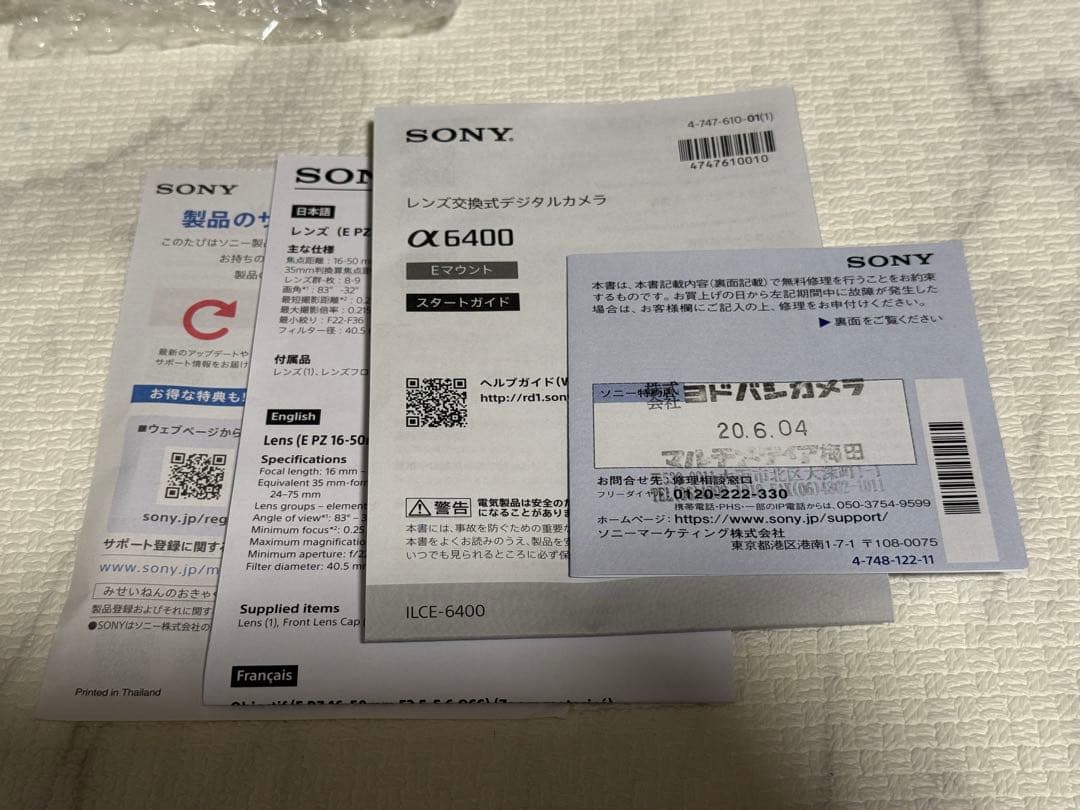 SONY
製品のサ
このたびはソニー製品
お持ちの
製品
最新のアップデートや
サポート情報をお届け
お得な特典も!
■ウェブページから
sony.jp/reg
サポート登録に関す
www.sony.jp/m
みせいねんのおきゃく
製品登録およびそれに関す
●SONYはソニー株式会社の
Printed in Thailand
SON
日本語
レンズ（E PZ
主な仕様
焦点距離：16-50 m
35mm判換算焦点距
レンズ群-枚：8-9
画角*¹：83° -32°
最短撮影距離*²：0.2
最大撮影倍率：0.215
最小絞り：F22-F36
フィルター径：40.5
付属品
レンズ(1)、レンズフロ
English
Lens (E PZ 16-50
Specifications
Focal length: 16 mm –
Equivalent 35 mm-for
24–75 mm
Lens groups – element
Angle of view*¹: 83° – 3
Minimum focus*²: 0.25
Maximum magnificatio
Minimum aperture: f/2
Filter diameter: 40.5 m
Supplied items
Lens (1), Front Lens Cap (
Français
SONY®
4-747-610-01(1)
4747610010
レンズ交換式デジタルカメラ
α6400
Eマウント
スタートガイド
ヘルプガイド(W
http://rd1.son
警告
電気製品は安全のた
になることがあり
本書には、事故を防ぐための重要な
本書をよくお読みのうえ、製品を安
いつでも見られるところに必ず保
ILCE-6400
SONY
本書は、本書記載内容（裏面記載）で無料修理を行うことをお約束
するものです。お買上げの日から左記期間中に故障が発生した
場合は、お客様欄にご記入の上、修理をお申付けください。
▶裏面をご覧ください
株式会社 ヨドバシカメラ
20.6.04
マルチメディア梅田
お問合せ先 修理相談窓口
フリーダイヤル 0120-222-330
携帯電話・PHS・一部のIP電話からは、050-3754-9599
ホームページ：https://www.sony.jp/support/
ソニーマーケティング株式会社
東京都港区港南1-7-1 〒108-0075
4-748-122-11